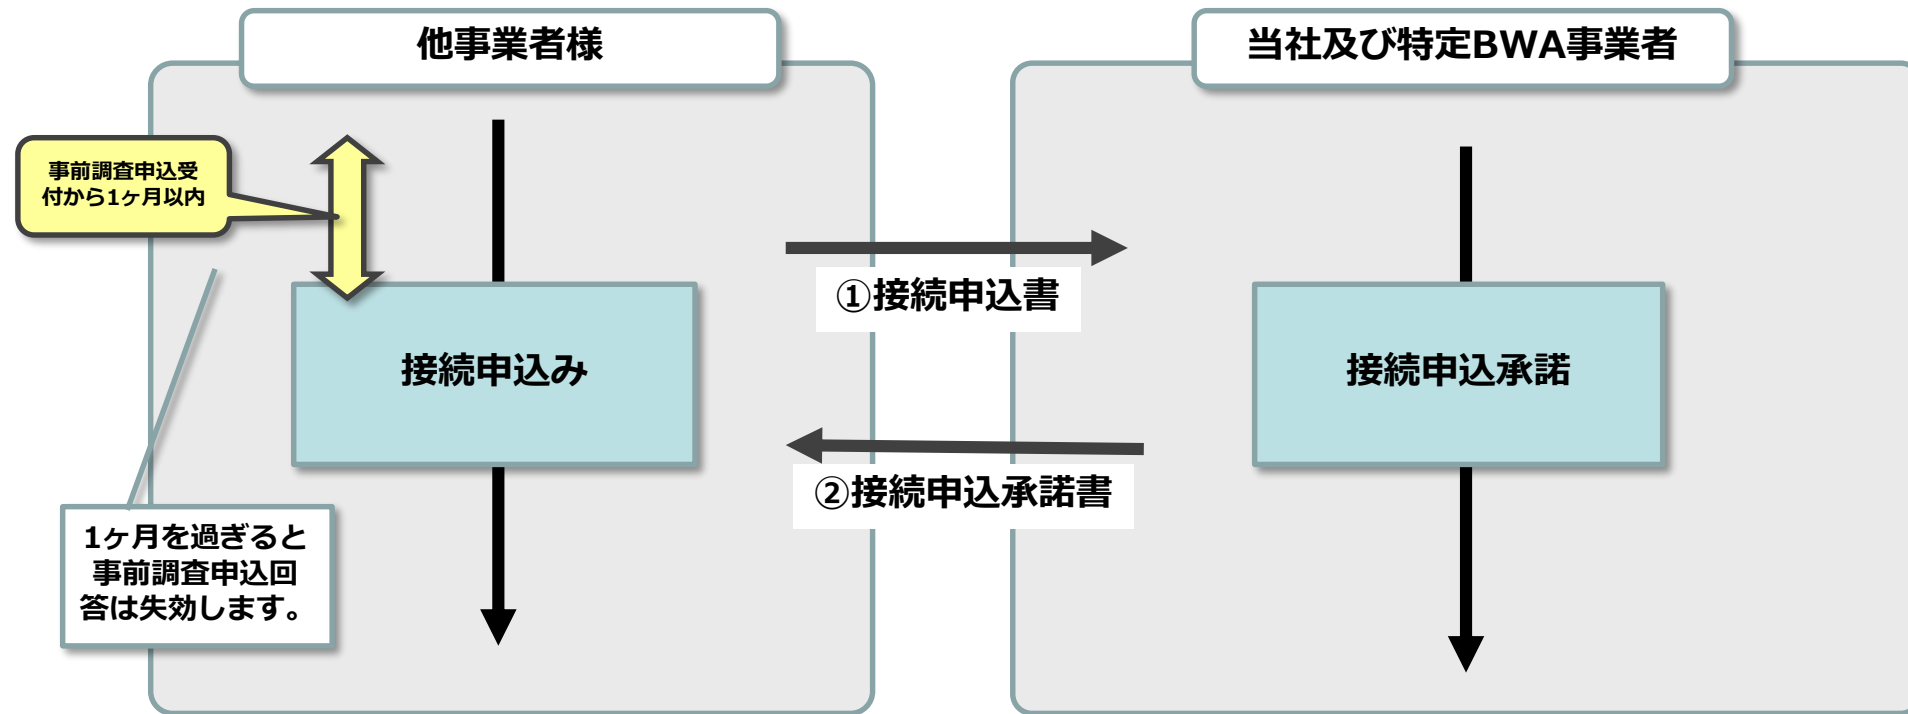 他事業者様
当社及び特定BWA事業者
事前調査申込受
付から1ヶ月以内
①接続申込書
接続申込み
接続申込承諾
②接続申込承諾書
1ヶ月を過ぎると
事前調査申込回
答は失効します。